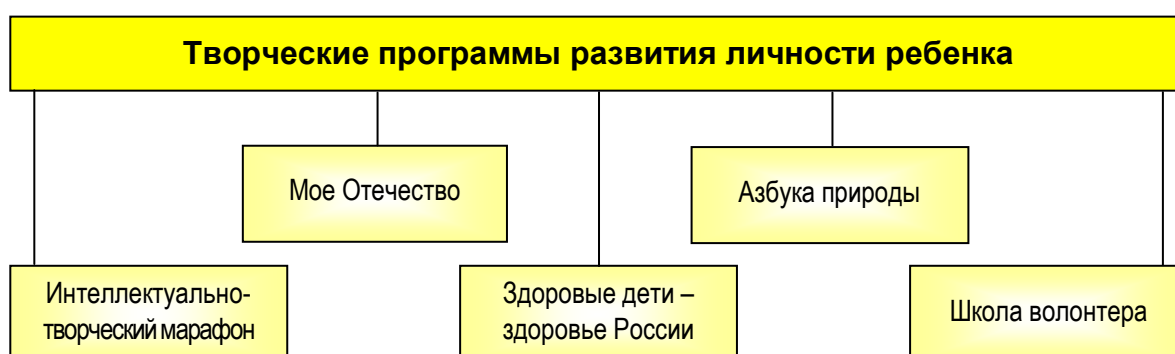 Творческие программы развития личности ребенка
Мое Отечество
Азбука природы
Интеллектуально-
творческий марафон
Здоровые дети –
здоровье России
Школа волонтера